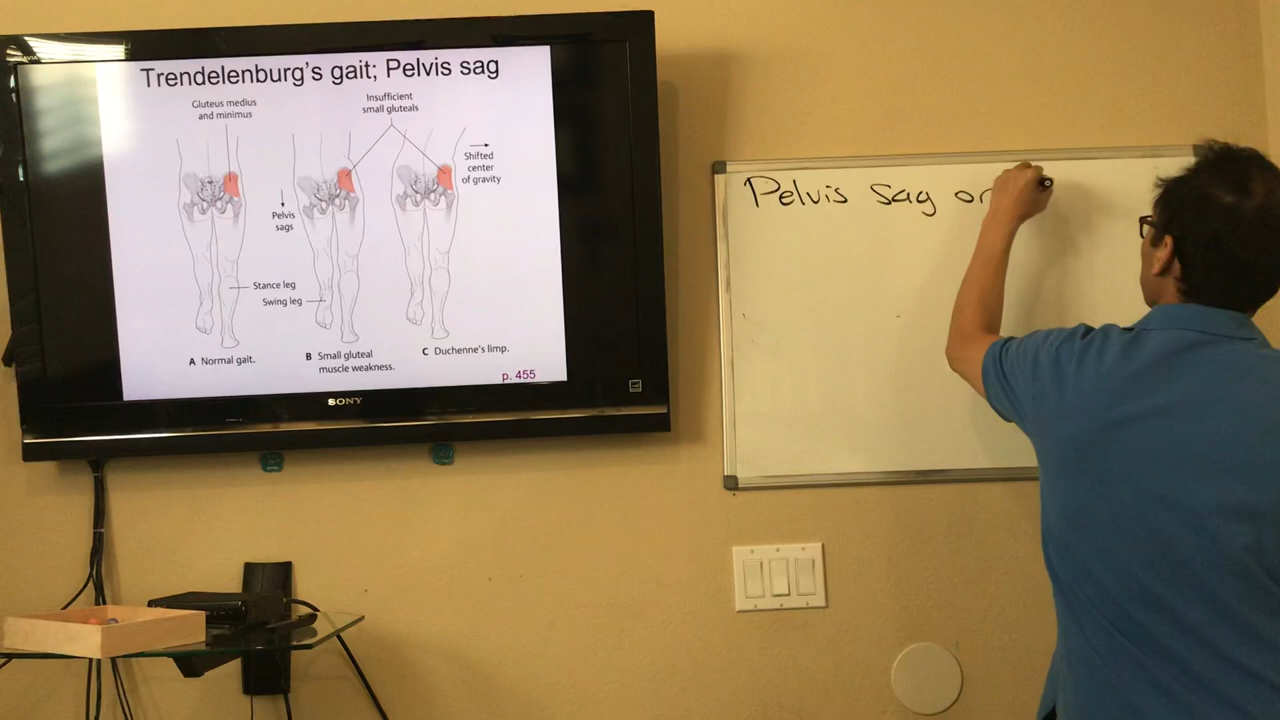 Trendelenburg's gait; Pelvis sag
Gluteus medius
and minimus
Insufficient
small gluteals
Shifted
center
of gravity
Pelvis
sags
Stance leg
Swing leg
A Normal gait.
B Small gluteal
muscle weakness.
C Duchenne's limp.
p. 455
SONY
Pelvis sag on